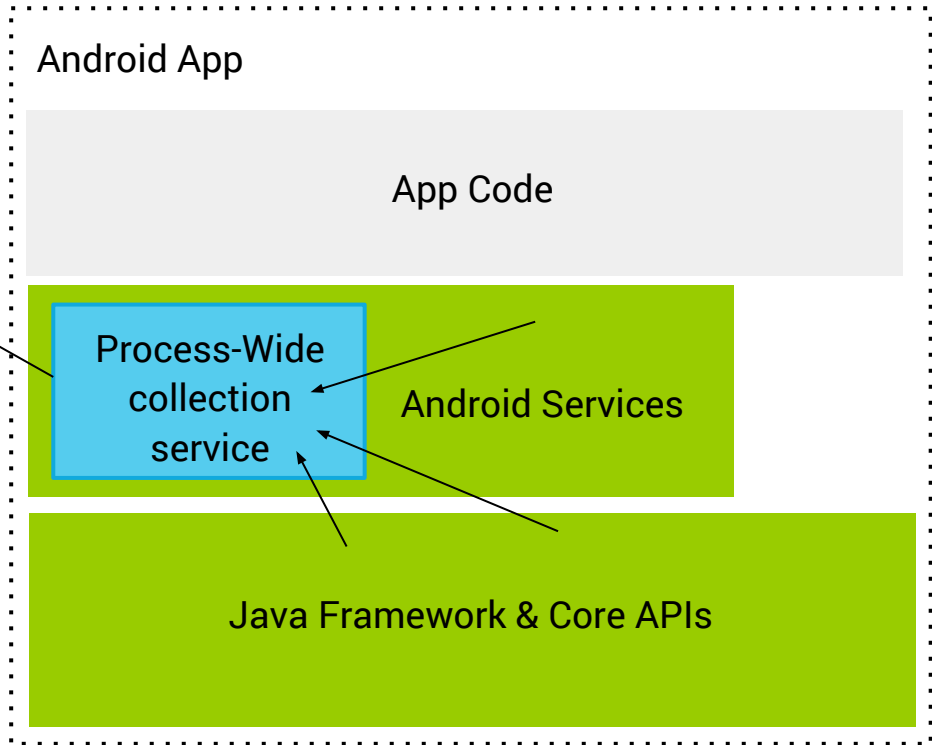 Android App
App Code
Process-Wide
collection
service
Android Services
Java Framework & Core APIs